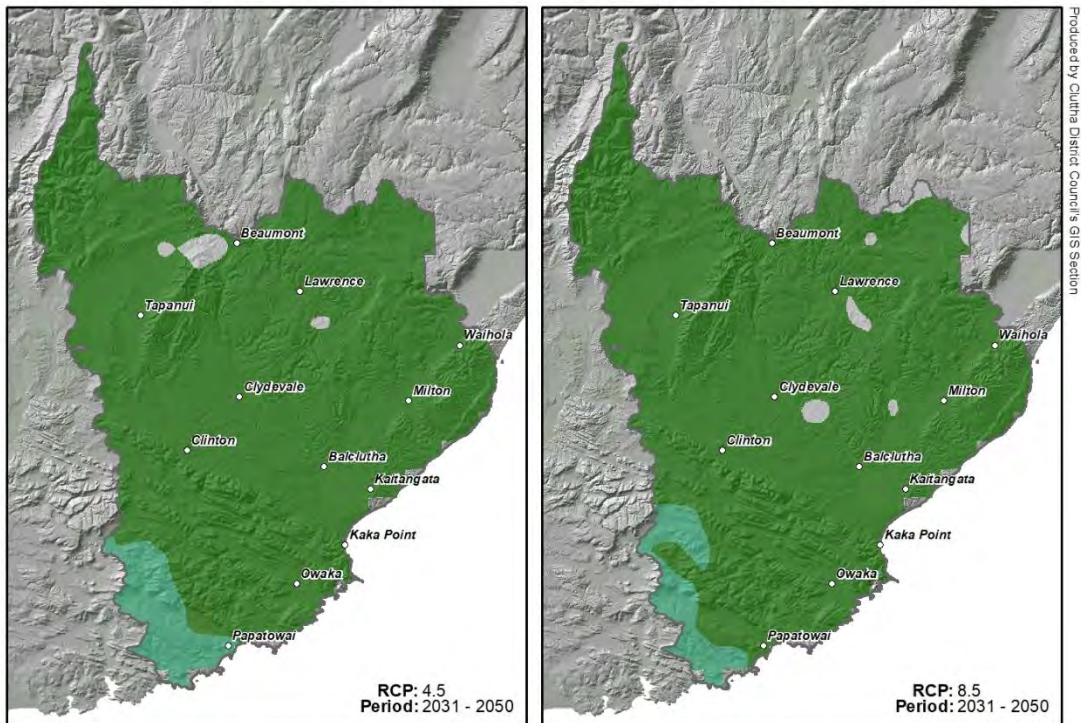 Beaumont
Lawrence
Tapanui
Waihola
Clydevale
Milton
Clinton
Balclutha
Kaitangata
Kaka Point
Owaka
Papatowai
RCP: 4.5
Period: 2031 - 2050
Beaumont
Lawrence
Tapanui
Waihola
Clydevale
Milton
Clinton
Balclutha
Kaitangata
Kaka Point
Owaka
Papatowai
RCP: 8.5
Period: 2031 - 2050
Produced by Clutha District Council's GIS Section